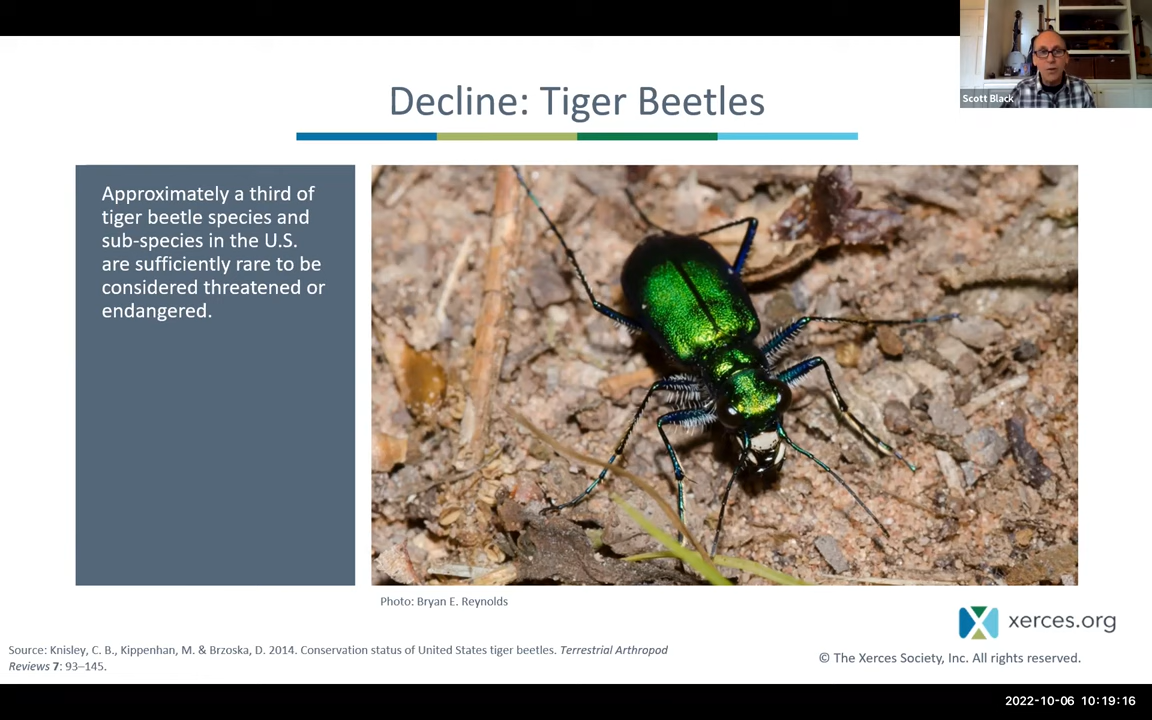 Scott Black
Decline: Tiger Beetles
Approximately a third of
tiger beetle species and
sub-species in the U.S.
are sufficiently rare to be
considered threatened or
endangered.
Photo: Bryan E. Reynolds
xerces.org
Source: Knisley, C. B., Kippenhan, M. & Brzoska, D. 2014. Conservation status of United States tiger beetles. Terrestrial Arthropod
Reviews 7: 93–145.
© The Xerces Society, Inc. All rights reserved.
2022-10-06 10:19:16